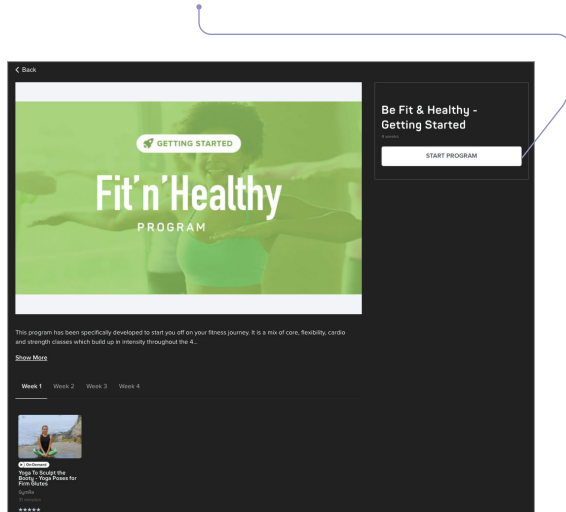 Back
GETTING STARTED
Fit'n'Healthy
PROGRAM
Be Fit & Healthy -
Getting Started
4 weeks
START PROGRAM
This program has been specifically developed to start you off on your fitness journey. It is a mix of core, flexibility, cardio
and strength classes which build up in intensity throughout the 4...
Show More
Week 1 Week 2 Week 3 Week 4
On-Demand
Yoga To Sculpt the
Booty - Yoga Poses for
Firm Glutes
GymRa